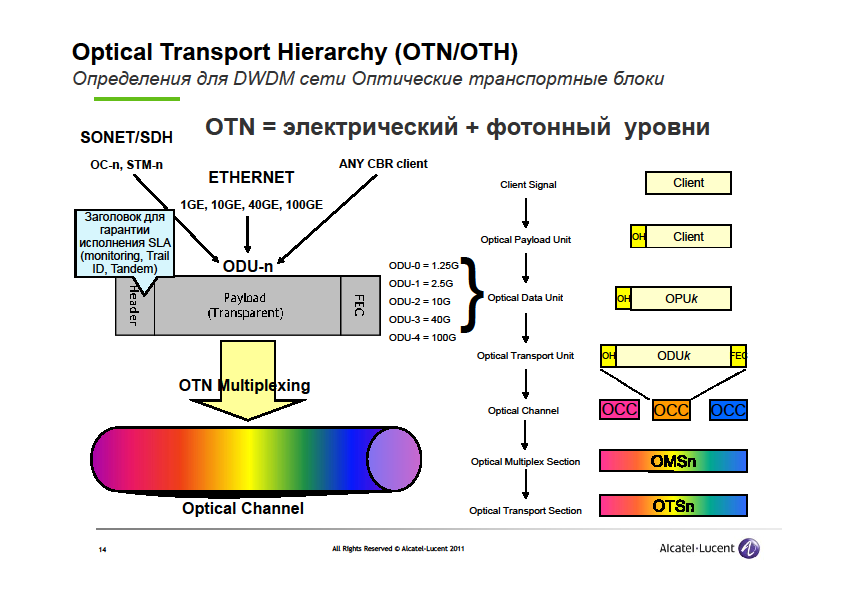 Optical Transport Hierarchy (OTN/OTH)
Определения для DWDM сети Оптические транспортные блоки
OTN = электрический + фотонный уровни
SONET/SDH
OC-n, STM-n
ETHERNET
1GE, 10GE, 40GE, 100GE
ANY CBR client
Заголовок для
гарантии
исполнения SLA
(monitoring, Trail
ID, Tandem)
ODU-n
Header
Payload
(Transparent)
FEC
ODU-0 = 1.25G
ODU-1 = 2.5G
ODU-2 = 10G
ODU-3 = 40G
ODU-4 = 100G
}
OTN Multiplexing
Optical Channel
Client Signal
Client
Optical Payload Unit
OH
Client
Optical Data Unit
OH
OPUk
Optical Transport Unit
OH
ODUk
FEC
Optical Channel
OCC
OCC
OCC
Optical Multiplex Section
OMSn
Optical Transport Section
OTSn
14
All Rights Reserved © Alcatel-Lucent 2011
Alcatel·Lucent